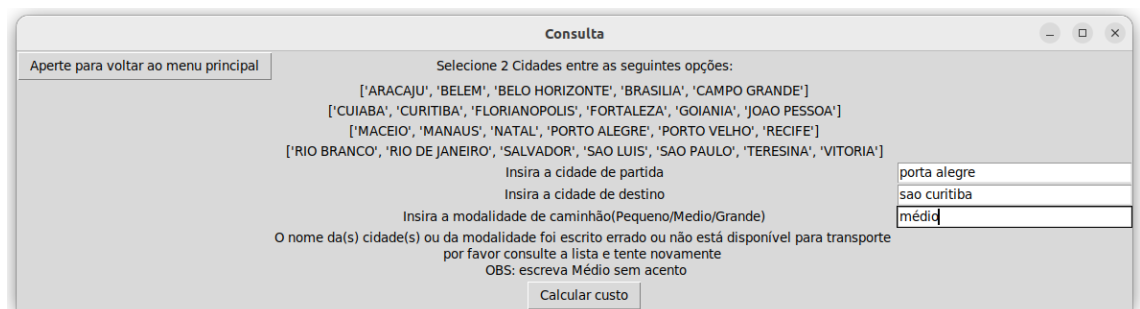 Consulta
Aperte para voltar ao menu principal
Selecione 2 Cidades entre as seguintes opções:
['ARACAJU', 'BELEM', 'BELO HORIZONTE', 'BRASILIA', 'CAMPO GRANDE']
['CUIABA', 'CURITIBA', 'FLORIANOPOLIS', 'FORTALEZA', 'GOIANIA', 'JOAO PESSOA']
['MACEIO', 'MANAUS', 'NATAL', 'PORTO ALEGRE', 'PORTO VELHO', 'RECIFE']
['RIO BRANCO', 'RIO DE JANEIRO', 'SALVADOR', 'SAO LUIS', 'SAO PAULO', 'TERESINA', 'VITORIA']
Insira a cidade de partida porta alegre
Insira a cidade de destino sao curitiba
Insira a modalidade de caminhão(Pequeno/Medio/Grande) médio
O nome da(s) cidade(s) ou da modalidade foi escrito errado ou não está disponível para transporte
por favor consulte a lista e tente novamente
OBS: escreva Médio sem acento
Calcular custo